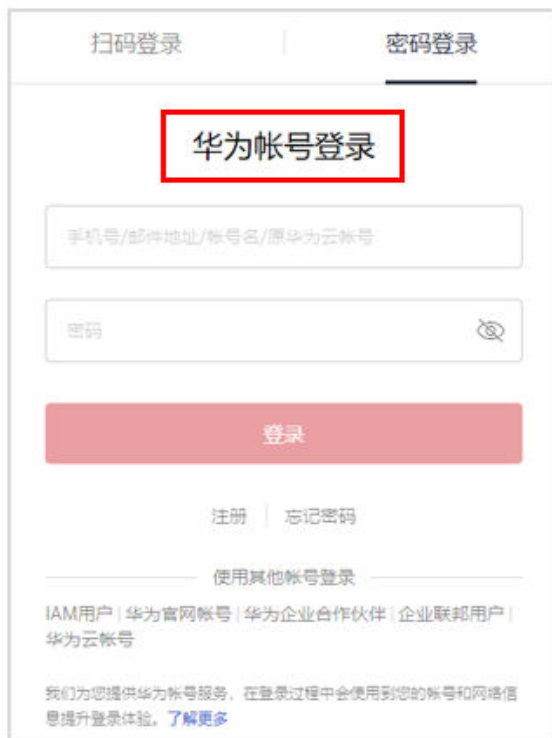 扫码登录 | 密码登录
华为帐号登录
手机号/邮件地址/帐号名/原华为云帐号
密码
登录
注册 | 忘记密码
使用其他帐号登录
IAM用户 | 华为官网帐号 | 华为企业合作伙伴 | 企业联邦用户 |
华为云帐号
我们为您提供华为帐号服务，在登录过程中会使用到您的帐号和网络信
息提升登录体验。了解更多